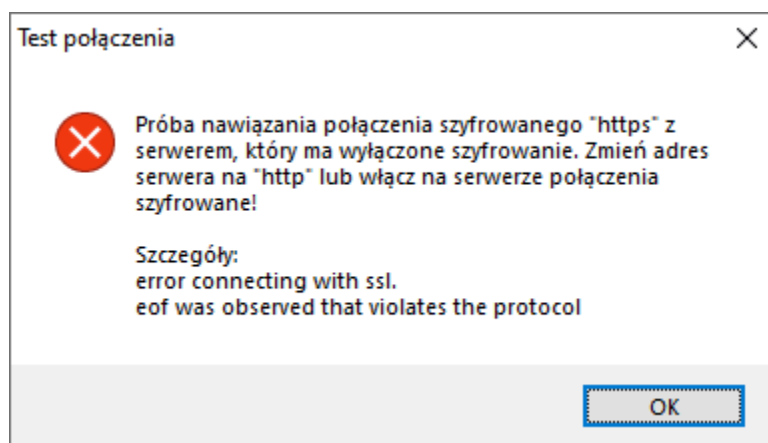 Test połączenia
Próba nawiązania połączenia szyfrowanego "https" z
serwerem, który ma wyłączone szyfrowanie. Zmień adres
serwera na "http" lub włącz na serwerze połączenia
szyfrowane!
Szczegóły:
error connecting with ssl.
eof was observed that violates the protocol
OK